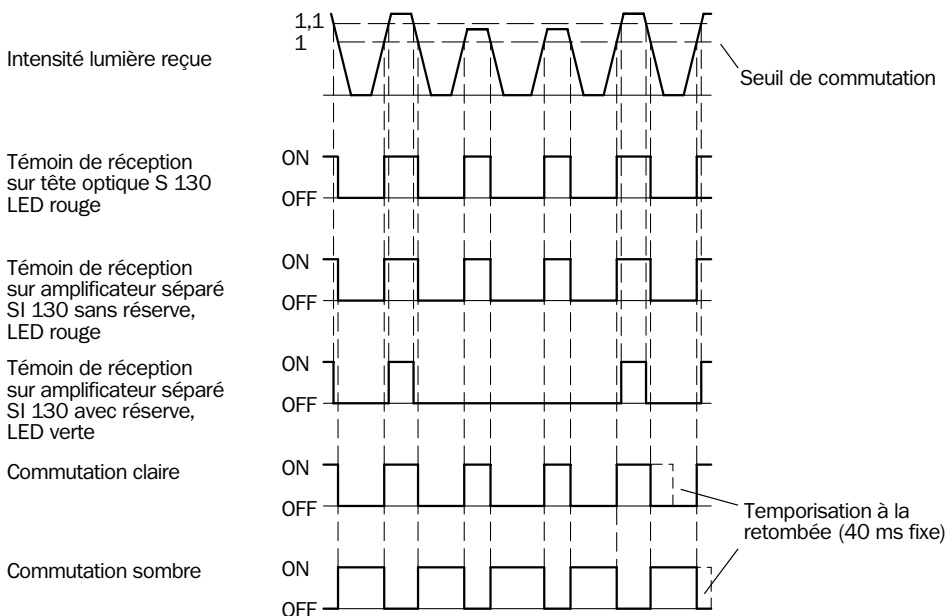 1,1
1
Intensité lumière reçue
Seuil de commutation
Témoin de réception
sur tête optique S 130
LED rouge
ON
OFF
Témoin de réception
sur amplificateur séparé
SI 130 sans réserve,
LED rouge
ON
OFF
Témoin de réception
sur amplificateur séparé
SI 130 avec réserve,
LED verte
ON
OFF
Commutation claire
ON
OFF
Temporisation à la
retombée (40 ms fixe)
Commutation sombre
ON
OFF